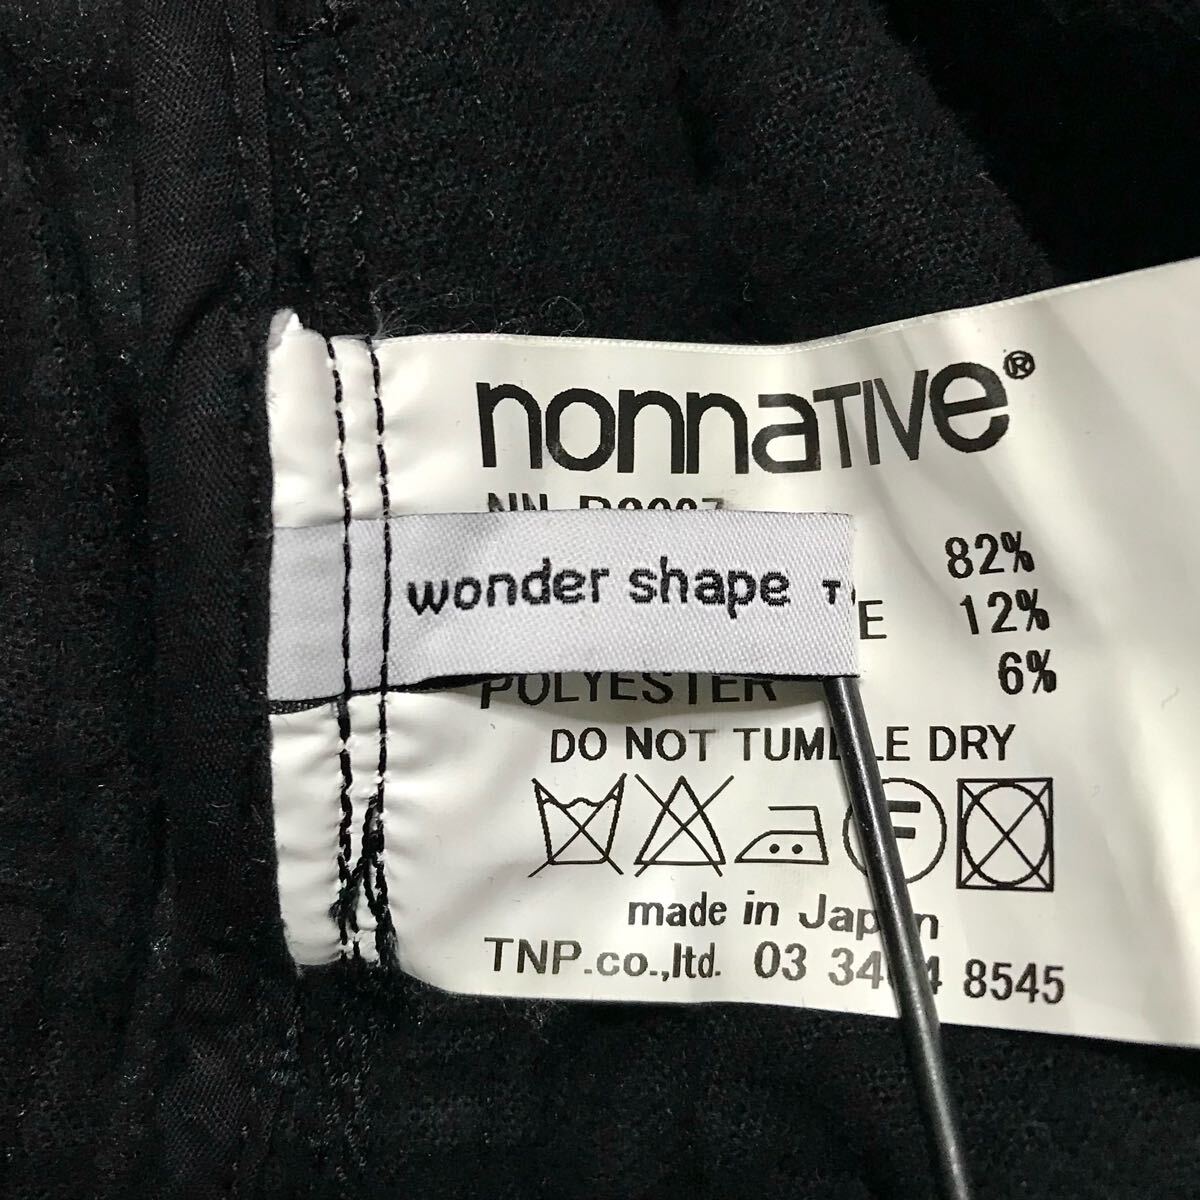 nonnaTIVe®
wonder shape T
82%
E 12%
POLYESTER 6%
DO NOT TUMBLE DRY
F
made in Japan
TNP.co.,ltd. 03 34 4 8545